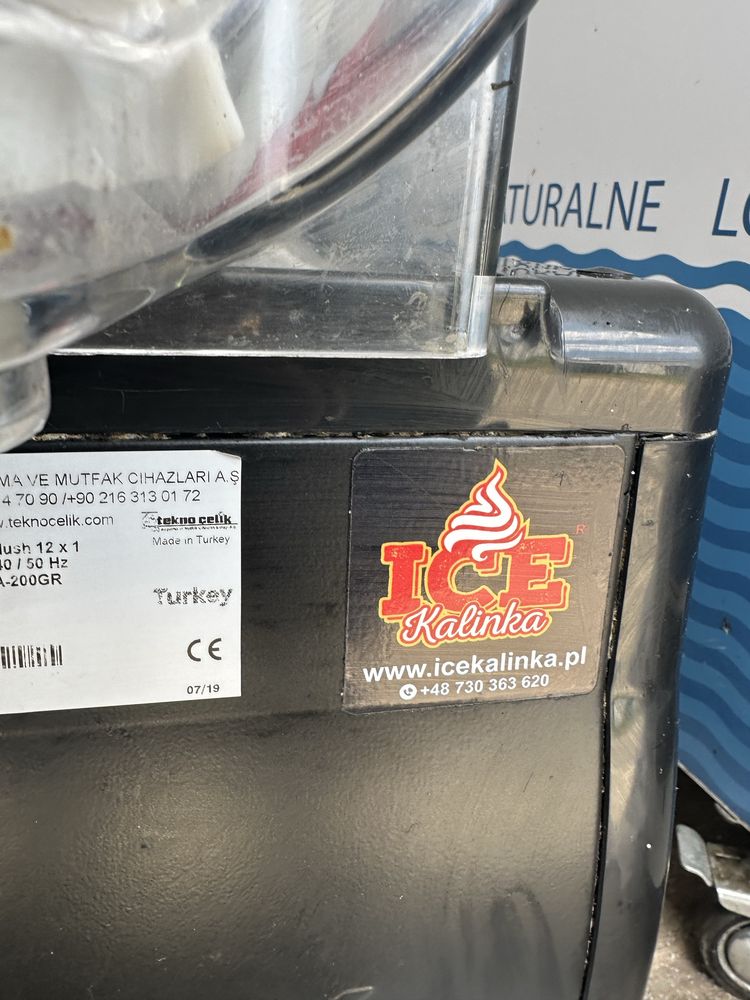 TURALNE
MA VE MUTFAK CIHAZLARI A.Ş
4 70 90 /+90 216 313 01 72
w.teknocelik.com
tekno çelik
Made in Turkey
lush 12 x 1
40 / 50 Hz
A-200GR
Turkey
CE
07/19
ICE
®
Kalinka
www.icekalinka.pl
+48 730 363 620